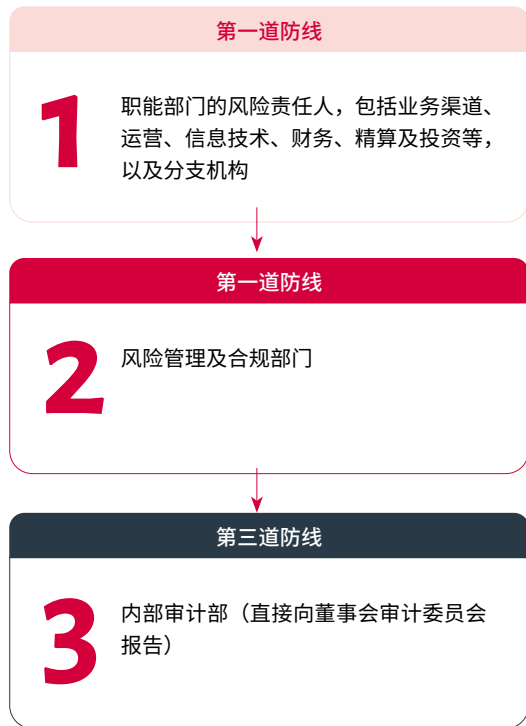 第一道防线
1
职能部门的风险责任人，包括业务渠道、
运营、信息技术、财务、精算及投资等，
以及分支机构
第一道防线
2
风险管理及合规部门
第三道防线
3
内部审计部（直接向董事会审计委员会
报告）